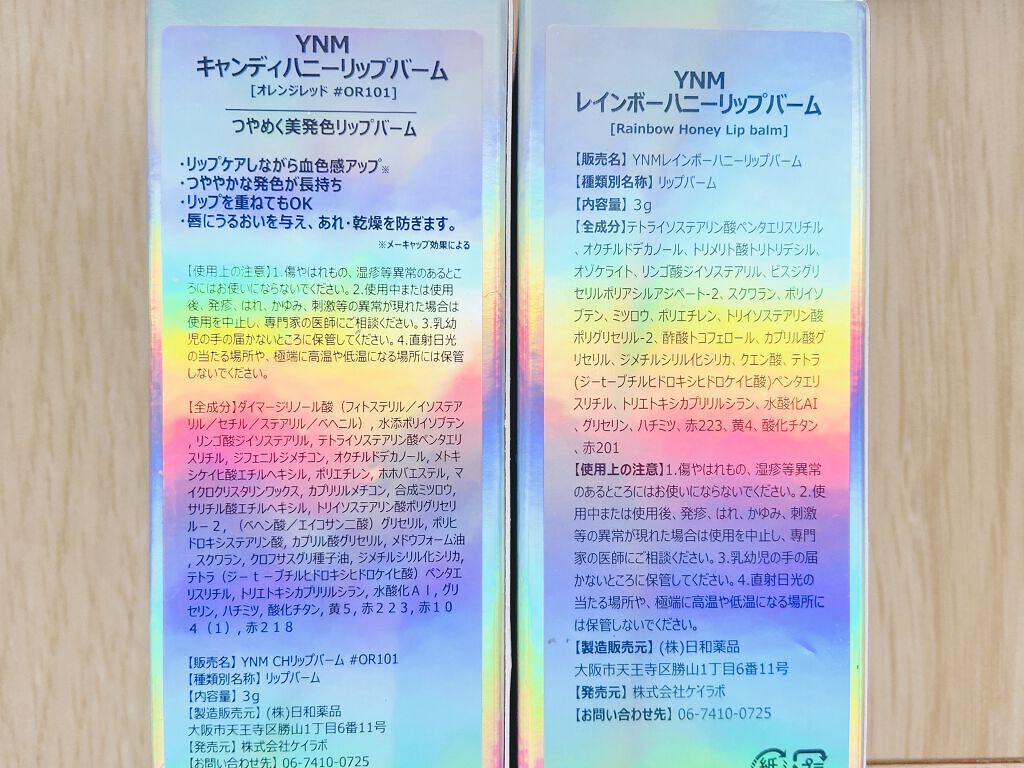 YNM
キャンディハニーリップバーム
[オレンジレッド #OR101]
つやめく美発色リップバーム
・リップケアしながら血色感アップ※
・つややかな発色が長持ち
・リップを重ねてもOK
・唇にうるおいを与え、あれ・乾燥を防ぎます。
※メーキャップ効果による
【使用上の注意】1.傷やはれもの、湿疹等異常のあるとこ
ろにはお使いにならないでください。2.使用中または使用
後、発疹、はれ、かゆみ、刺激等の異常が現れた場合は
使用を中止し、専門家の医師にご相談ください。3.乳幼
児の手の届かないところに保管してください。4.直射日光
の当たる場所や、極端に高温や低温になる場所には保管
しないでください。
【全成分】ダイマージリノール酸（フィトステリル／イソステア
リル／セチル／ステアリル／ベヘニル）, 水添ポリイソブテン
, リンゴ酸ジイソステアリル, テトライソステアリン酸ペンタエリ
スリチル, ジフェニルジメチコン, オクチルドデカノール, メトキ
シケイヒ酸エチルヘキシル, ポリエチレン, ホホバエステル, マ
イクロクリスタリンワックス, カプリリルメチコン, 合成ミツロウ,
サリチル酸エチルヘキシル, トリイソステアリン酸ポリグリセリ
ル－２, （ベヘン酸／エイコサン二酸）グリセリル, ポリヒ
ドロキシステアリン酸, カプリル酸グリセリル, メドウフォーム油
, スクワラン, クロフサスグリ種子油, ジメチルシリル化シリカ,
テトラ（ジ－ｔ－ブチルヒドロキシヒドロケイヒ酸）ペンタエ
リスリチル, トリエトキシカプリリルシラン, 水酸化ＡＩ, グリ
セリン, ハチミツ, 酸化チタン, 黄５, 赤２２３, 赤１０
４（１）, 赤２１８
【販売名】YNM CHリップバーム #OR101
【種類別名称】リップバーム
【内容量】3g
【製造販売元】(株)日和薬品
大阪市天王寺区勝山1丁目6番11号
【発売元】株式会社ケイラボ
【お問い合わせ先】06-7410-0725
YNM
レインボーハニーリップバーム
[Rainbow Honey Lip balm]
【販売名】YNMレインボーハニーリップバーム
【種類別名称】リップバーム
【内容量】3g
【全成分】テトライソステアリン酸ペンタエリスリチル
、オクチルドデカノール、トリメリト酸トリトリデシル、
オゾケライト、リンゴ酸ジイソステアリル、ビスジグリ
セリルポリアシルアジペート-2、スクワラン、ポリイソ
ブテン、ミツロウ、ポリエチレン、トリイソステアリン酸
ポリグリセリル-2、酢酸トコフェロール、カプリル酸グ
リセリル、ジメチルシリル化シリカ、クエン酸、テトラ
(ジーtーブチルヒドロキシヒドロケイヒ酸)ペンタエリ
スリチル、トリエトキシカプリリルシラン、水酸化AI
、グリセリン、ハチミツ、赤223、黄4、酸化チタン
、赤201
【使用上の注意】1.傷やはれもの、湿疹等異常
のあるところにはお使いにならないでください。2.使
用中または使用後、発疹、はれ、かゆみ、刺激
等の異常が現れた場合は使用を中止し、専門
家の医師にご相談ください。3.乳幼児の手の届
かないところに保管してください。4.直射日光の
当たる場所や、極端に高温や低温になる場所に
は保管しないでください。
【製造販売元】(株)日和薬品
大阪市天王寺区勝山1丁目6番11号
【発売元】株式会社ケイラボ
【お問い合わせ先】06-7410-0725
紙 プラ